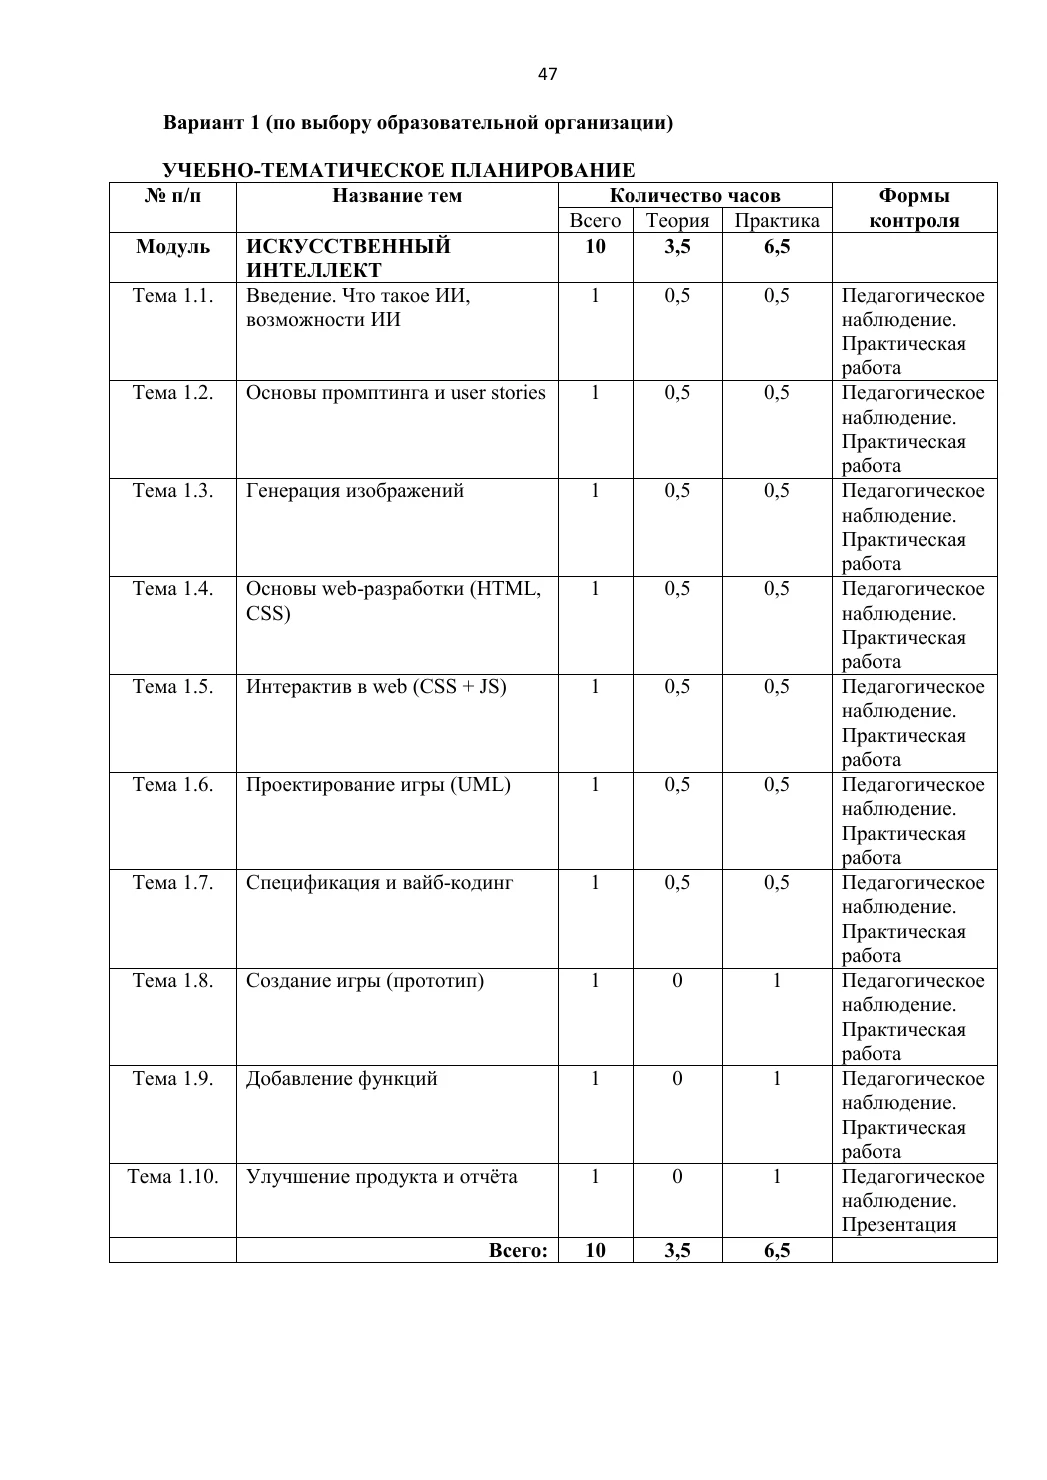 47
Вариант 1 (по выбору образовательной организации)
УЧЕБНО-ТЕМАТИЧЕСКОЕ ПЛАНИРОВАНИЕ
№ п/п Название тем Количество часов Формы
Всего Теория Практика контроля
Модуль ИСКУССТВЕННЫЙ 10 3,5 6,5
ИНТЕЛЛЕКТ
Тема 1.1. Введение. Что такое ИИ, 1 0,5 0,5 Педагогическое
возможности ИИ наблюдение.
Практическая
работа
Тема 1.2. Основы промптинга и user stories 1 0,5 0,5 Педагогическое
наблюдение.
Практическая
работа
Тема 1.3. Генерация изображений 1 0,5 0,5 Педагогическое
наблюдение.
Практическая
работа
Тема 1.4. Основы web-разработки (HTML, 1 0,5 0,5 Педагогическое
CSS) наблюдение.
Практическая
работа
Тема 1.5. Интерактив в web (CSS + JS) 1 0,5 0,5 Педагогическое
наблюдение.
Практическая
работа
Тема 1.6. Проектирование игры (UML) 1 0,5 0,5 Педагогическое
наблюдение.
Практическая
работа
Тема 1.7. Спецификация и вайб-кодинг 1 0,5 0,5 Педагогическое
наблюдение.
Практическая
работа
Тема 1.8. Создание игры (прототип) 1 0 1 Педагогическое
наблюдение.
Практическая
работа
Тема 1.9. Добавление функций 1 0 1 Педагогическое
наблюдение.
Практическая
работа
Тема 1.10. Улучшение продукта и отчёта 1 0 1 Педагогическое
наблюдение.
Презентация
Всего: 10 3,5 6,5